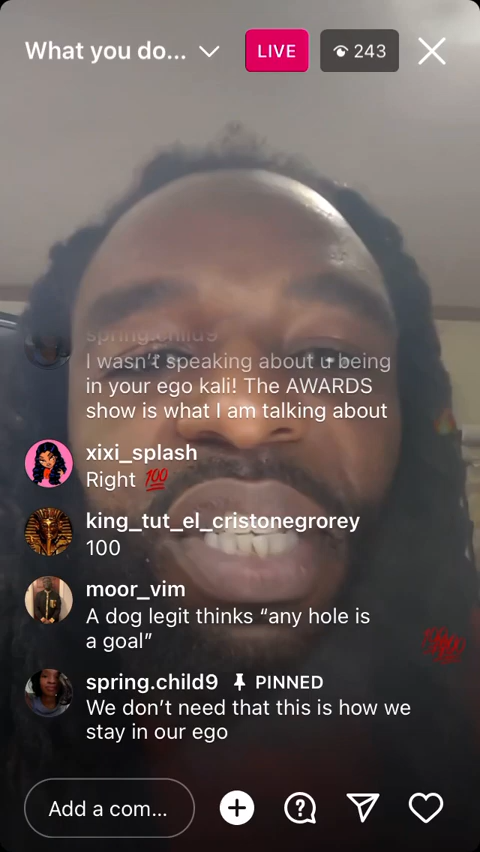 What you do...
LIVE
243
spring.child9
I wasn't speaking about u being
in your ego kali! The AWARDS
show is what I am talking about
xixi_splash
Right 💯
king_tut_el_cristonegrorey
100
moor_vim
A dog legit thinks “any hole is
a goal”
spring.child9 PINNED
We don't need that this is how we
stay in our ego
Add a com...